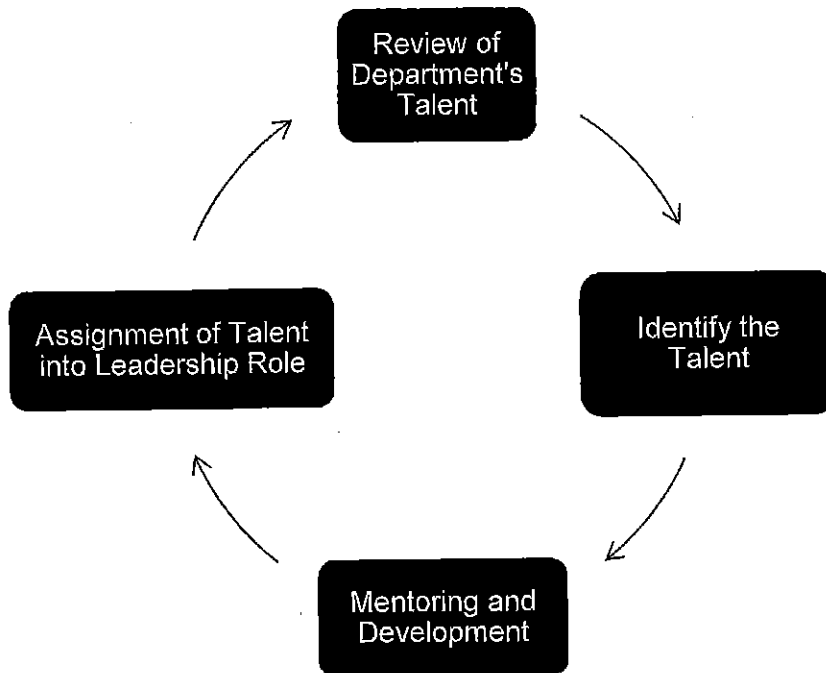 Review of
Department's
Talent
Identify the
Talent
Mentoring and
Development
Assignment of Talent
into Leadership Role